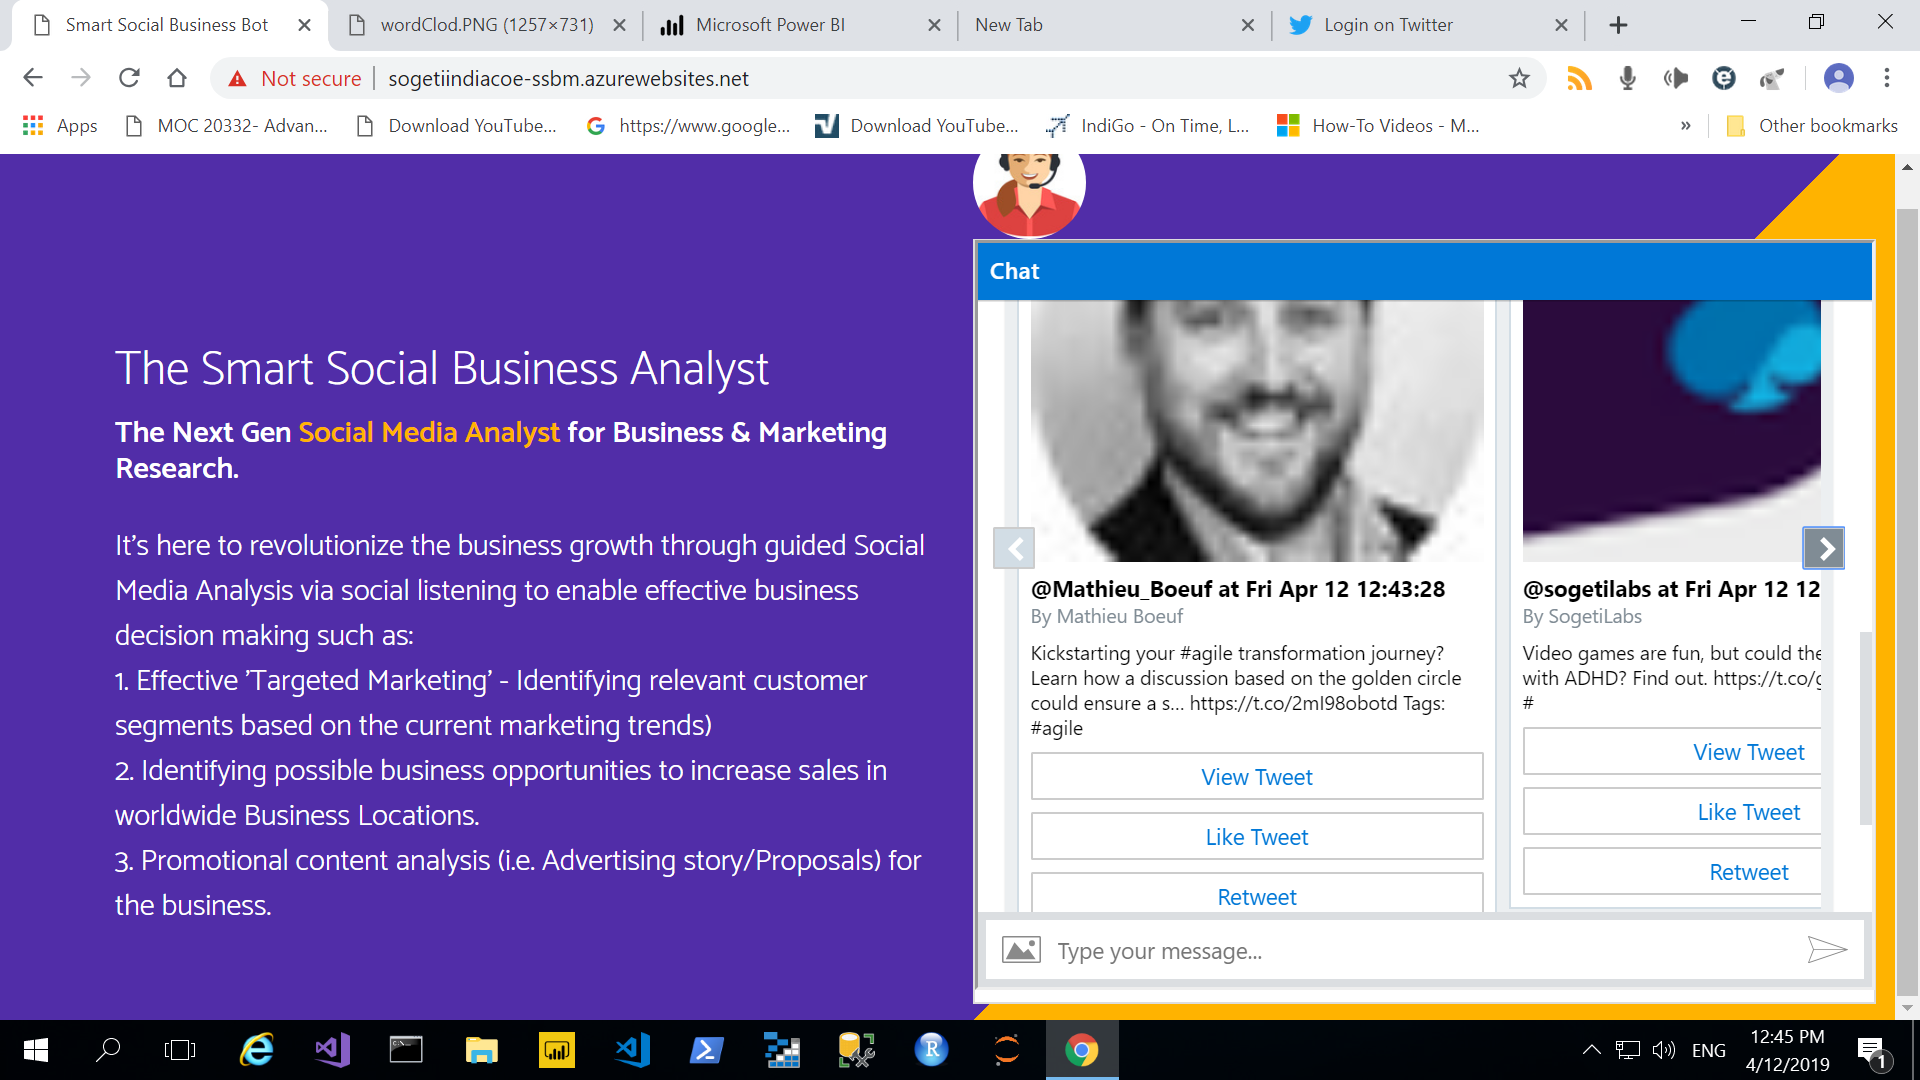 Smart Social Business Bot
wordClod.PNG (1257×731)
Microsoft Power BI
New Tab
Login on Twitter
Not secure
sogetiindiacoe-ssbm.azurewebsites.net
Apps
MOC 20332- Advan...
Download YouTube...
https://www.google...
Download YouTube...
IndiGo - On Time, L...
How-To Videos - M...
»
Other bookmarks
Chat
The Smart Social Business Analyst
The Next Gen Social Media Analyst for Business & Marketing
Research.
It's here to revolutionize the business growth through guided Social
Media Analysis via social listening to enable effective business
decision making such as:
1. Effective 'Targeted Marketing' - Identifying relevant customer
segments based on the current marketing trends)
2. Identifying possible business opportunities to increase sales in
worldwide Business Locations.
3. Promotional content analysis (i.e. Advertising story/Proposals) for
the business.
@Mathieu_Boeuf at Fri Apr 12 12:43:28
By Mathieu Boeuf
Kickstarting your #agile transformation journey?
Learn how a discussion based on the golden circle
could ensure a s... https://t.co/2mI98obotd Tags:
#agile
View Tweet
Like Tweet
Retweet
@sogetilabs at Fri Apr 12 12
By SogetiLabs
Video games are fun, but could the
with ADHD? Find out. https://t.co/g
#
View Tweet
Like Tweet
Retweet
Type your message...
R
ENG
12:45 PM
4/12/2019
1